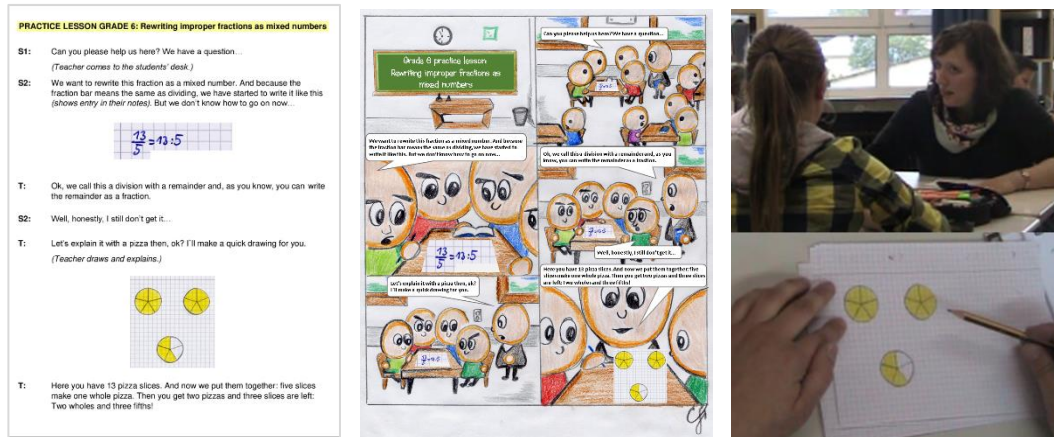 PRACTICE LESSON GRADE 6: Rewriting improper fractions as mixed numbers
S1: Can you please help us here? We have a question…
(Teacher comes to the students' desk.)
S2: We want to rewrite this fraction as a mixed number. And because the
fraction bar means the same as dividing, we have started to write it like this
(shows entry in their notes). But we don't know how to go on now…
13/5 = 13:5
T: Ok, we call this a division with a remainder and, as you know, you can write
the remainder as a fraction.
S2: Well, honestly, I still don't get it…
T: Let's explain it with a pizza then, ok? I`ll make a quick drawing for you.
(Teacher draws and explains.)
T: Here you have 13 pizza slices. And now we put them together: five slices
make one whole pizza. Then you get two pizzas and three slices are left:
Two wholes and three fifths!
Grade 6 practice lesson
Rewriting improper fractions as
mixed numbers
Can you please help us here? We have a question...
We want to rewrite this fraction as a mixed number. And because
the fraction bar means the same as dividing, we have started to
write it like this. But we don't know how to go on now...
13/5 = 13:5
Ok, we call this a division with a remainder and, as you
know, you can write the remainder as a fraction.
Well, honestly, I still don't get it...
Let's explain it with a pizza then, ok?
I'll make a quick drawing for you.
Here you have 13 pizza slices. And now we put them together: five
slices make one whole pizza. Then you get two pizzas and three slices
are left: two wholes and three fifths!